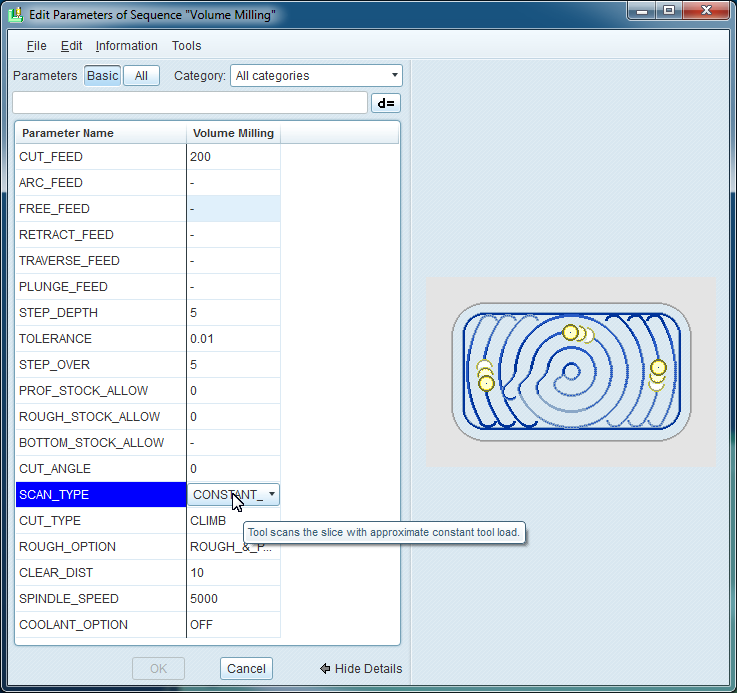 Edit Parameters of Sequence "Volume Milling"
File Edit Information Tools
Parameters Basic All Category: All categories
d=
Parameter Name Volume Milling
CUT_FEED 200
ARC_FEED -
FREE_FEED -
RETRACT_FEED -
TRAVERSE_FEED -
PLUNGE_FEED -
STEP_DEPTH 5
TOLERANCE 0.01
STEP_OVER 5
PROF_STOCK_ALLOW 0
ROUGH_STOCK_ALLOW 0
BOTTOM_STOCK_ALLOW -
CUT_ANGLE 0
SCAN_TYPE CONSTANT_
CUT_TYPE CLIMB
Tool scans the slice with approximate constant tool load.
ROUGH_OPTION ROUGH_&_P...
CLEAR_DIST 10
SPINDLE_SPEED 5000
COOLANT_OPTION OFF
OK Cancel Hide Details